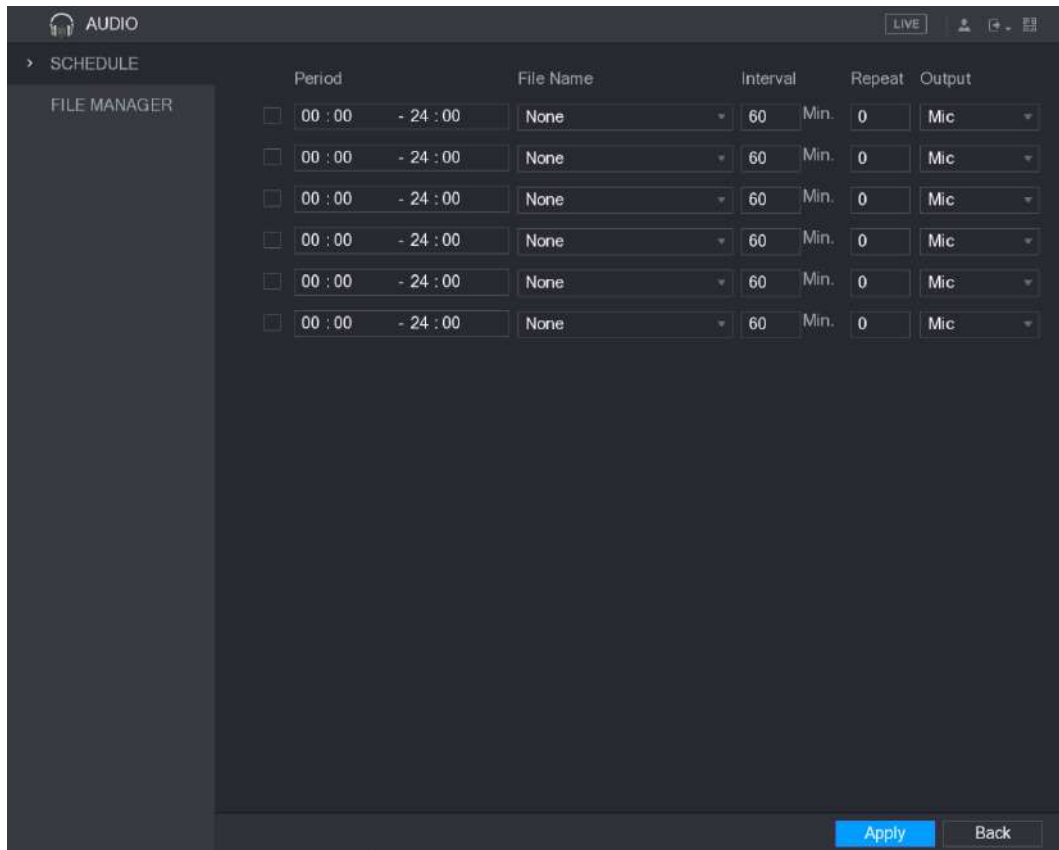 AUDIO LIVE
SCHEDULE
FILE MANAGER
Period File Name Interval Repeat Output
00 : 00 - 24 : 00 None 60 Min. 0 Mic
00 : 00 - 24 : 00 None 60 Min. 0 Mic
00 : 00 - 24 : 00 None 60 Min. 0 Mic
00 : 00 - 24 : 00 None 60 Min. 0 Mic
00 : 00 - 24 : 00 None 60 Min. 0 Mic
00 : 00 - 24 : 00 None 60 Min. 0 Mic
Apply Back